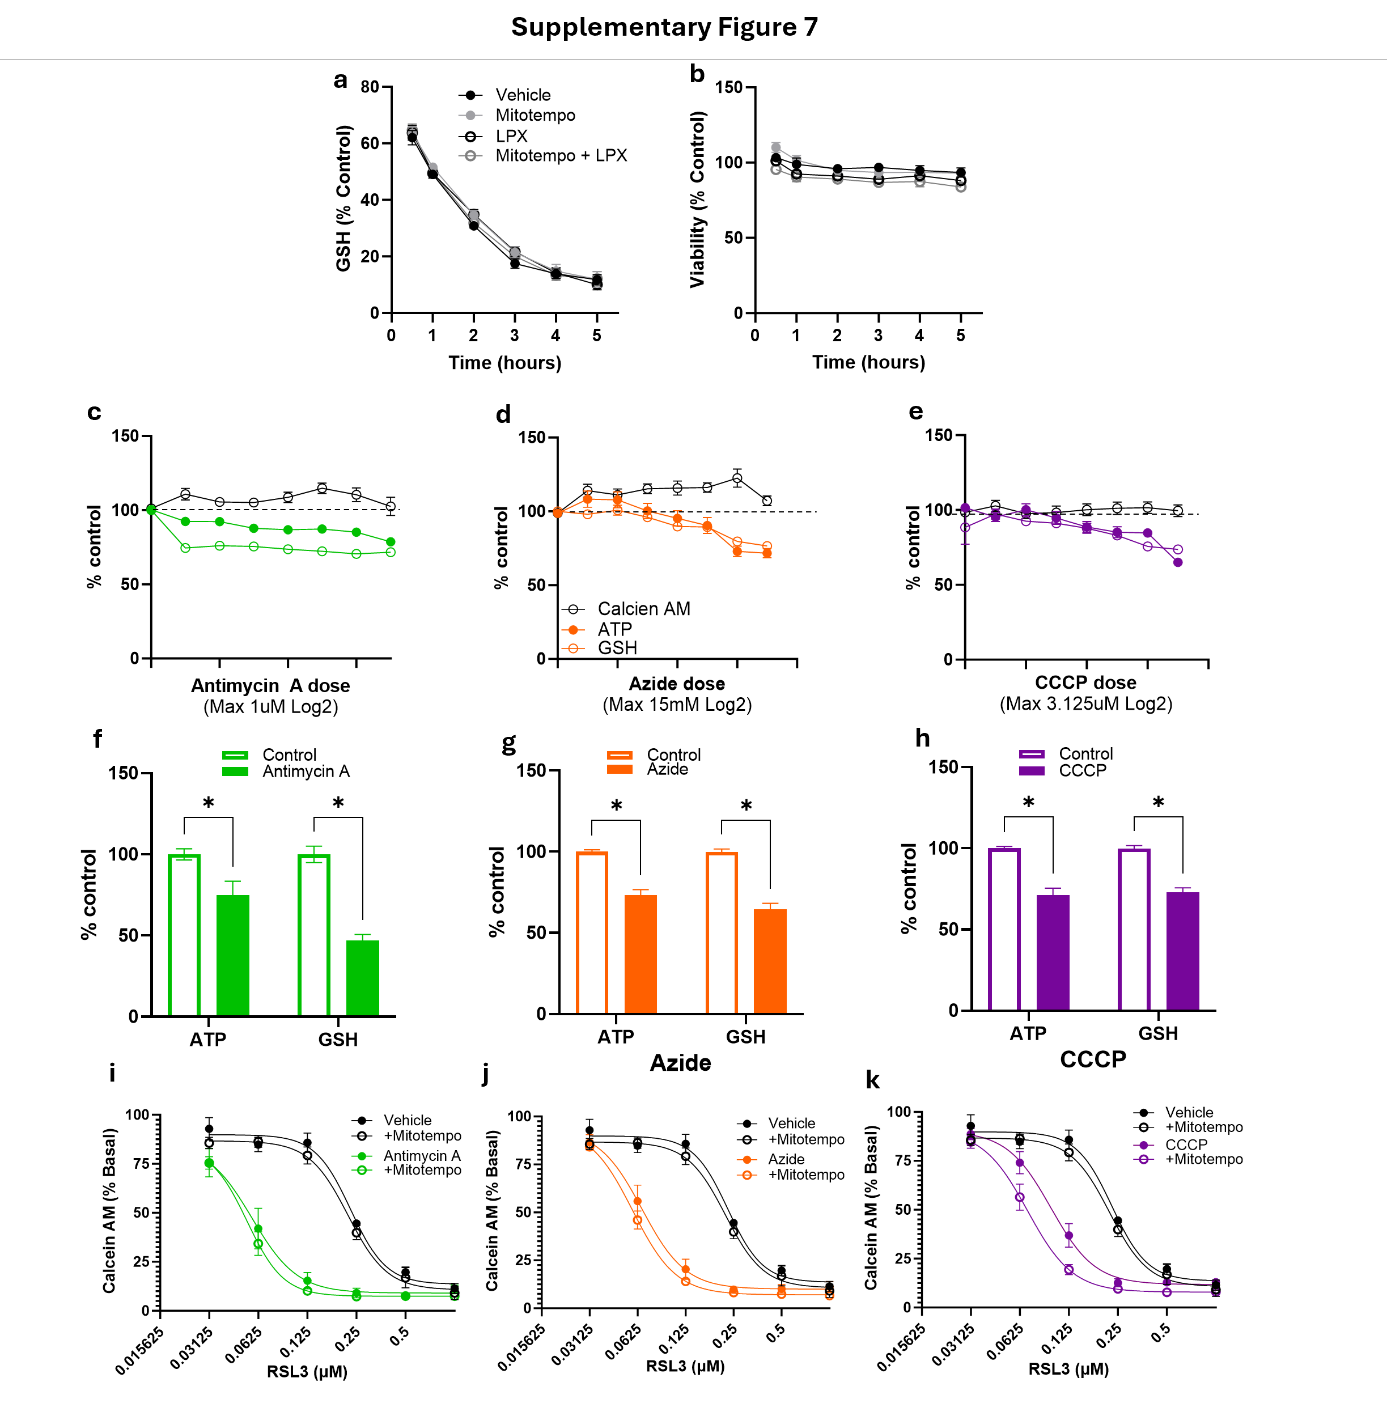 Supplementary Figure 7
a
GSH (% Control)
80
60
40
20
0
0 1 2 3 4 5
Time (hours)
Vehicle
Mitotempo
LPX
Mitotempo + LPX
b
Viability (% Control)
150
100
50
0
0 1 2 3 4 5
Time (hours)
c
% control
150
100
50
0
Antimycin A dose
(Max 1uM Log2)
d
% control
150
100
50
0
Calcien AM
ATP
GSH
Azide dose
(Max 15mM Log2)
e
% control
150
100
50
0
CCCP dose
(Max 3.125uM Log2)
f
Control
Antimycin A
% control
150
100
50
0
* *
ATP GSH
g
Control
Azide
% control
150
100
50
0
* *
ATP GSH
h
Control
CCCP
% control
150
100
50
0
* *
ATP GSH
i
Calcein AM (% Basal)
100
75
50
25
0
Vehicle
+Mitotempo
Antimycin A
+Mitotempo
0.015625 0.03125 0.0625 0.125 0.25 0.5
RSL3 (µM)
j
Azide
Calcein AM (% Basal)
100
75
50
25
0
Vehicle
+Mitotempo
Azide
+Mitotempo
0.015625 0.03125 0.0625 0.125 0.25 0.5
RSL3 (µM)
k
CCCP
Calcein AM (% Basal)
100
75
50
25
0
Vehicle
+Mitotempo
CCCP
+Mitotempo
0.015625 0.03125 0.0625 0.125 0.25 0.5
RSL3 (µM)